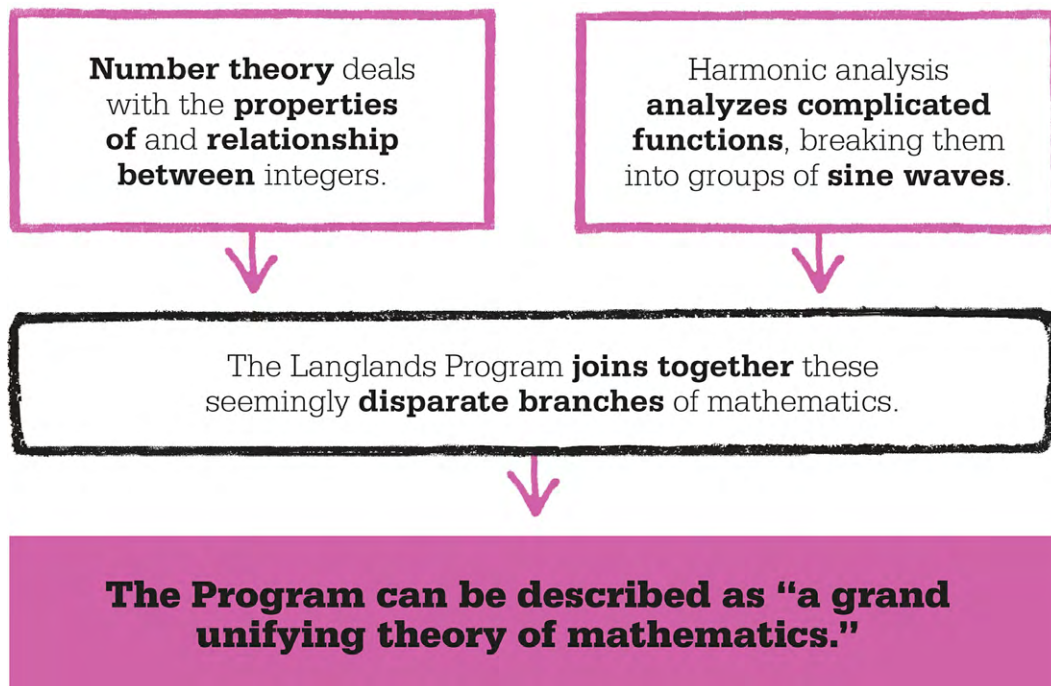 Number theory deals
with the properties
of and relationship
between integers.
Harmonic analysis
analyzes complicated
functions, breaking them
into groups of sine waves.
The Langlands Program joins together these
seemingly disparate branches of mathematics.
The Program can be described as “a grand
unifying theory of mathematics.”